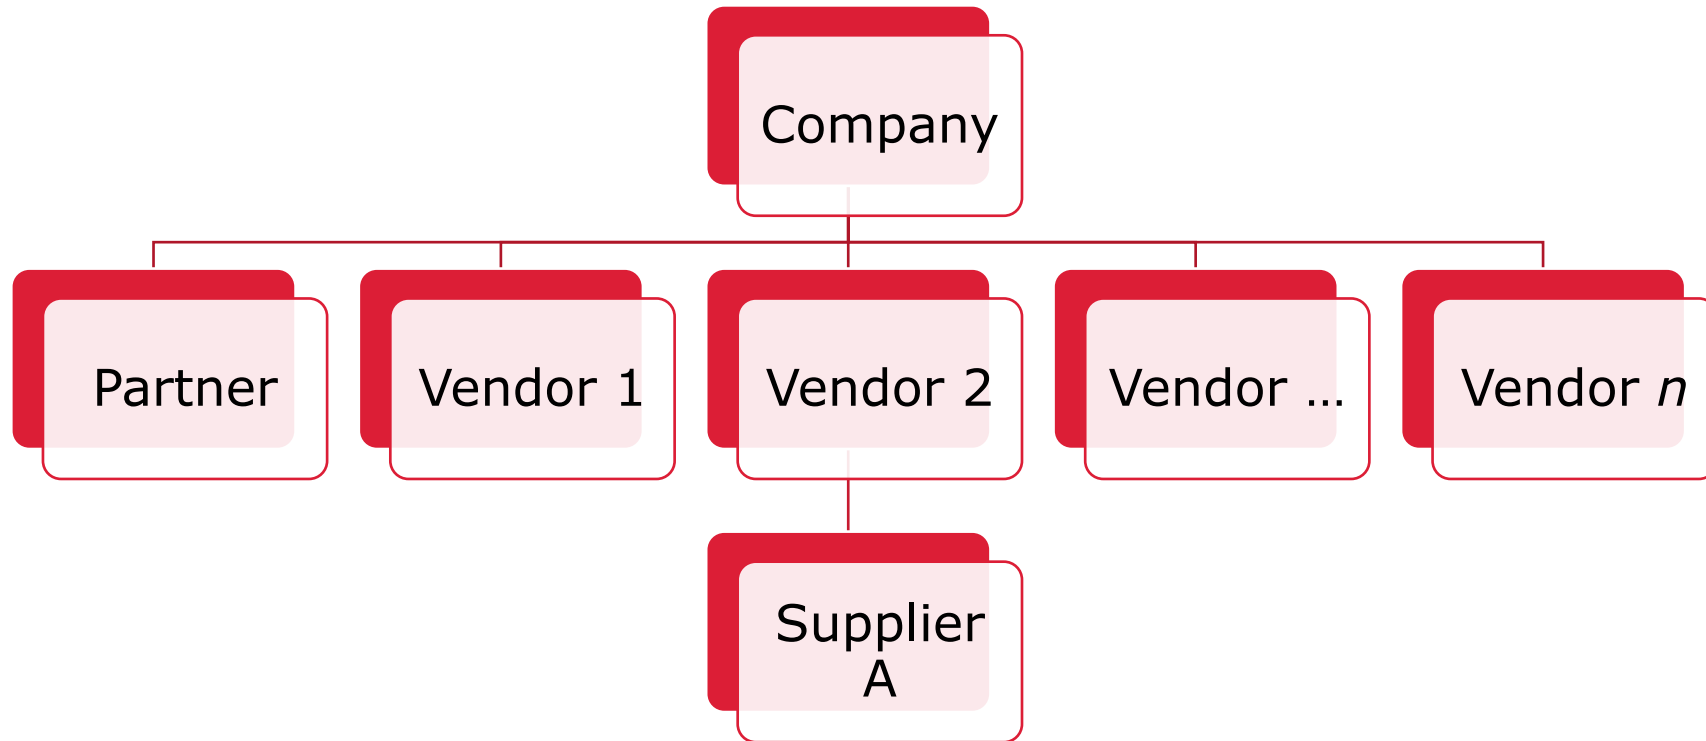 Company
Partner
Vendor 1
Vendor 2
Vendor …
Vendor n
Supplier
A